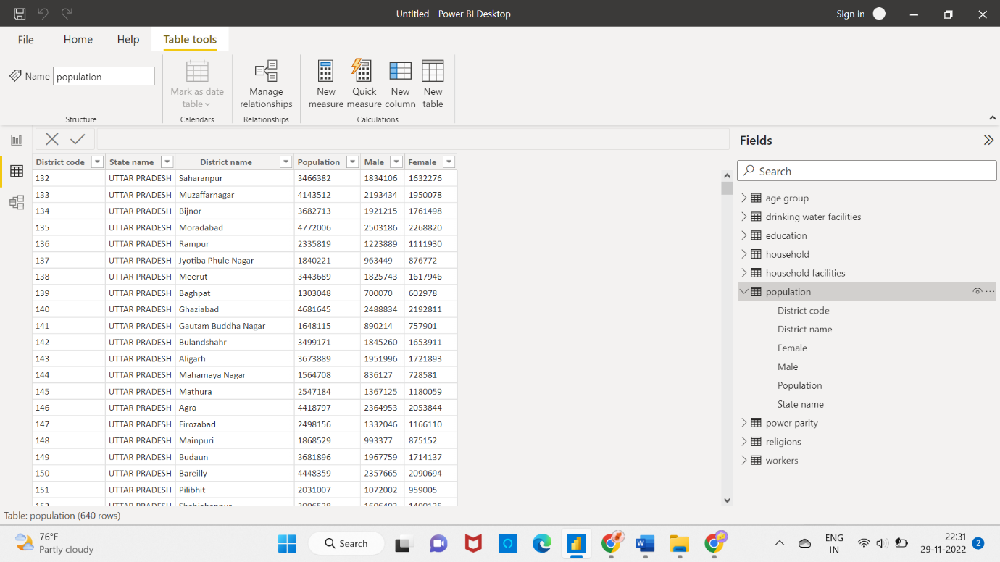 Untitled - Power BI Desktop
Sign in
File Home Help Table tools
Name population
Mark as date table
Manage relationships
New measure
Quick measure
New column
New table
Structure Calendars Relationships Calculations
Fields
Search
District code State name District name Population Male Female
132 UTTAR PRADESH Saharanpur 3466382 1834106 1632276
133 UTTAR PRADESH Muzaffarnagar 4143512 2193434 1950078
134 UTTAR PRADESH Bijnor 3682713 1921215 1761498
135 UTTAR PRADESH Moradabad 4772006 2503186 2268820
136 UTTAR PRADESH Rampur 2335819 1223889 1111930
137 UTTAR PRADESH Jyotiba Phule Nagar 1840221 963449 876772
138 UTTAR PRADESH Meerut 3443689 1825743 1617946
139 UTTAR PRADESH Baghpat 1303048 700070 602978
140 UTTAR PRADESH Ghaziabad 4681645 2488834 2192811
141 UTTAR PRADESH Gautam Buddha Nagar 1648115 890214 757901
142 UTTAR PRADESH Bulandshahr 3499171 1845260 1653911
143 UTTAR PRADESH Aligarh 3673889 1951996 1721893
144 UTTAR PRADESH Mahamaya Nagar 1564708 836127 728581
145 UTTAR PRADESH Mathura 2547184 1367125 1180059
146 UTTAR PRADESH Agra 4418797 2364953 2053844
147 UTTAR PRADESH Firozabad 2498156 1332046 1166110
148 UTTAR PRADESH Mainpuri 1868529 993377 875152
149 UTTAR PRADESH Budaun 3681896 1967759 1714137
150 UTTAR PRADESH Bareilly 4448359 2357665 2090694
151 UTTAR PRADESH Pilibhit 2031007 1072002 959005
age group
drinking water facilities
education
household
household facilities
population
District code
District name
Female
Male
Population
State name
power parity
religions
workers
Table: population (640 rows)
76°F
Partly cloudy
Search
ENG
IN
22:31
29-11-2022
2